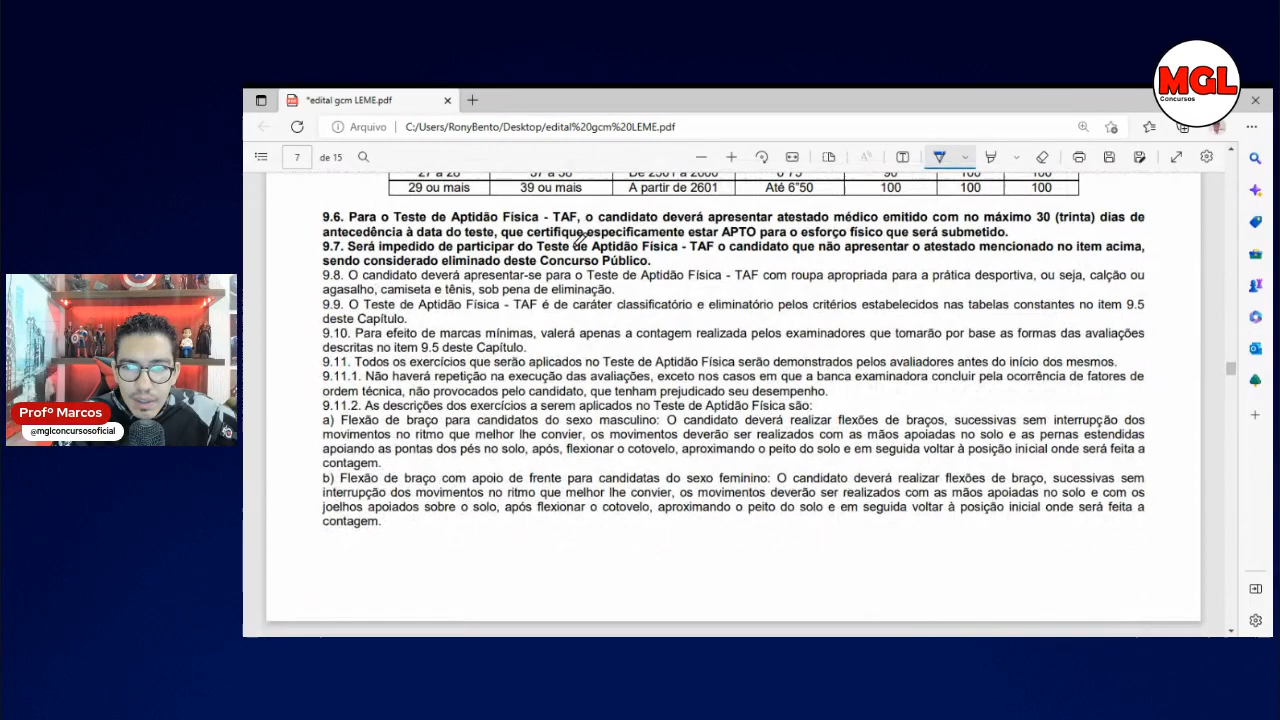 MGL
Concursos
*edital gcm LEME.pdf
Arquivo
C:/Users/RonyBento/Desktop/edital%20gcm%20LEME.pdf
7 de 15
27 a 28 37 a 38 De 2501 a 2600 90 100 100
29 ou mais 39 ou mais A partir de 2601 Até 6"50 100 100 100
9.6. Para o Teste de Aptidão Física - TAF, o candidato deverá apresentar atestado médico emitido com no máximo 30 (trinta) dias de
antecedência à data do teste, que certifique especificamente estar APTO para o esforço físico que será submetido.
9.7. Será impedido de participar do Teste de Aptidão Física - TAF o candidato que não apresentar o atestado mencionado no item acima,
sendo considerado eliminado deste Concurso Público.
9.8. O candidato deverá apresentar-se para o Teste de Aptidão Física - TAF com roupa apropriada para a prática desportiva, ou seja, calção ou
agasalho, camiseta e tênis, sob pena de eliminação.
9.9. O Teste de Aptidão Física - TAF é de caráter classificatório e eliminatório pelos critérios estabelecidos nas tabelas constantes no item 9.5
deste Capítulo.
9.10. Para efeito de marcas mínimas, valerá apenas a contagem realizada pelos examinadores que tomarão por base as formas das avaliações
descritas no item 9.5 deste Capítulo.
9.11. Todos os exercícios que serão aplicados no Teste de Aptidão Física serão demonstrados pelos avaliadores antes do início dos mesmos.
9.11.1. Não haverá repetição na execução das avaliações, exceto nos casos em que a banca examinadora concluir pela ocorrência de fatores de
ordem técnica, não provocados pelo candidato, que tenham prejudicado seu desempenho.
9.11.2. As descrições dos exercícios a serem aplicados no Teste de Aptidão Física são:
a) Flexão de braço para candidatos do sexo masculino: O candidato deverá realizar flexões de braços, sucessivas sem interrupção dos
movimentos no ritmo que melhor lhe convier, os movimentos deverão ser realizados com as mãos apoiadas no solo e as pernas estendidas
apoiando as pontas dos pés no solo, após, flexionar o cotovelo, aproximando o peito do solo e em seguida voltar à posição inicial onde será feita a
contagem.
b) Flexão de braço com apoio de frente para candidatas do sexo feminino: O candidato deverá realizar flexões de braço, sucessivas sem
interrupção dos movimentos no ritmo que melhor lhe convier, os movimentos deverão ser realizados com as mãos apoiadas no solo e com os
joelhos apoiados sobre o solo, após flexionar o cotovelo, aproximando o peito do solo e em seguida voltar à posição inicial onde será feita a
contagem.
Profº Marcos
@mglconcursosoficial